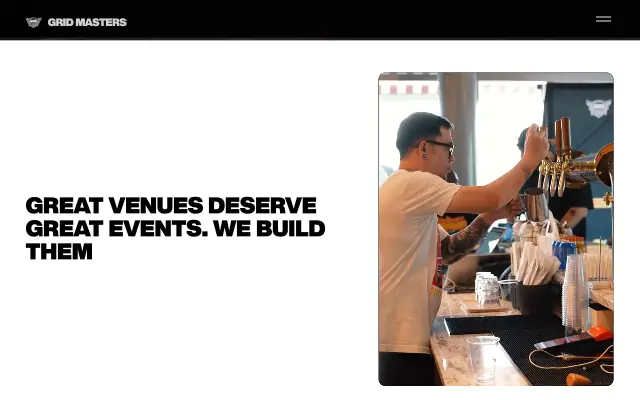 GRID MASTERS
GREAT VENUES DESERVE
GREAT EVENTS. WE BUILD
THEM